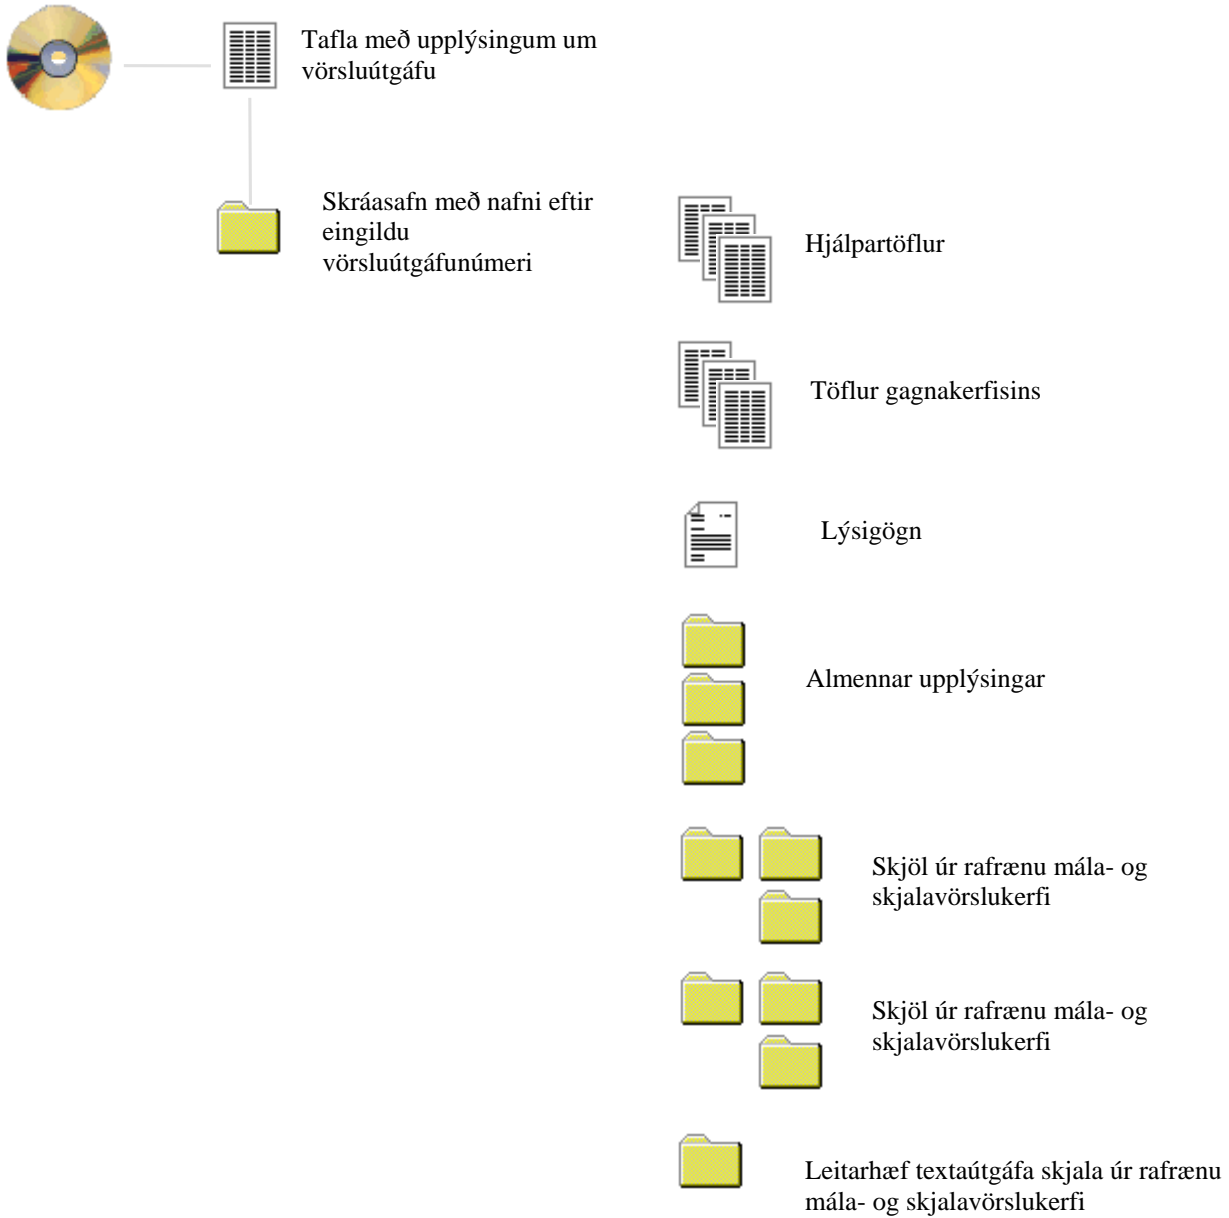 Tafla með upplýsingum um
vörsluútgáfu
Skráasafn með nafni eftir
eingildu
vörsluútgáfunúmeri
Hjálpartöflur
Töflur gagnakerfisins
Lýsigögn
Almennar upplýsingar
Skjöl úr rafrænu mála- og
skjalavörslukerfi
Skjöl úr rafrænu mála- og
skjalavörslukerfi
Leitarhæf textaútgáfa skjala úr rafrænu
mála- og skjalavörslukerfi